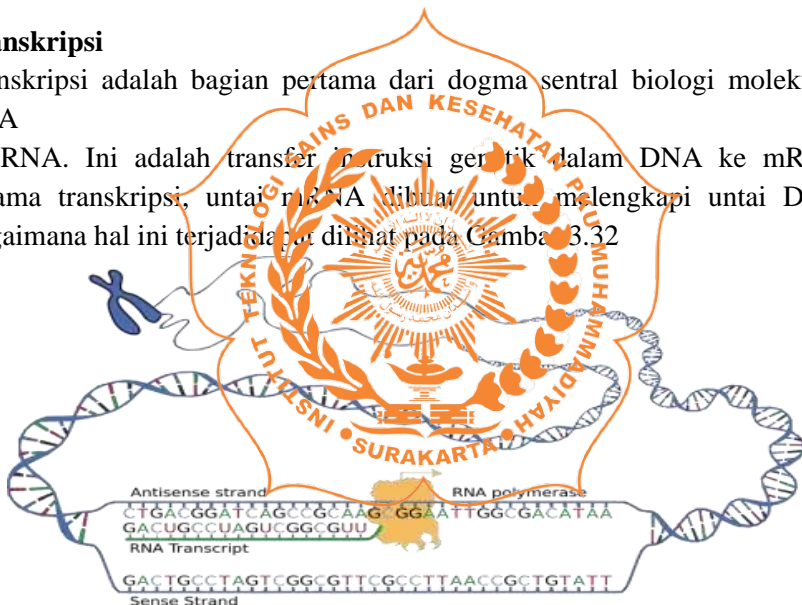 anskripsi
nskripsi adalah bagian pertama dari dogma sentral biologi molek
A
RNA. Ini adalah transfer instruksi genetik dalam DNA ke mR
ama transkripsi, untai mRNA dibuat untuk melengkapi untai D
gaimana hal ini terjadi dapat dilihat pada Gambar 3.32
INSTITUT TEKNOLOGI SAINS DAN KESEHATAN PKU MUHAMMADIYAH
SURAKARTA
Antisense strand
RNA polymerase
CTGACGGATCAGCCGCAAGCGGAATTGGCGACATAA
GACUGCCUAGUCGGCGUU
RNA Transcript
GACTGCCTAGTCGGCGTTCGCCTTAACCGCTGTATT
Sense Strand